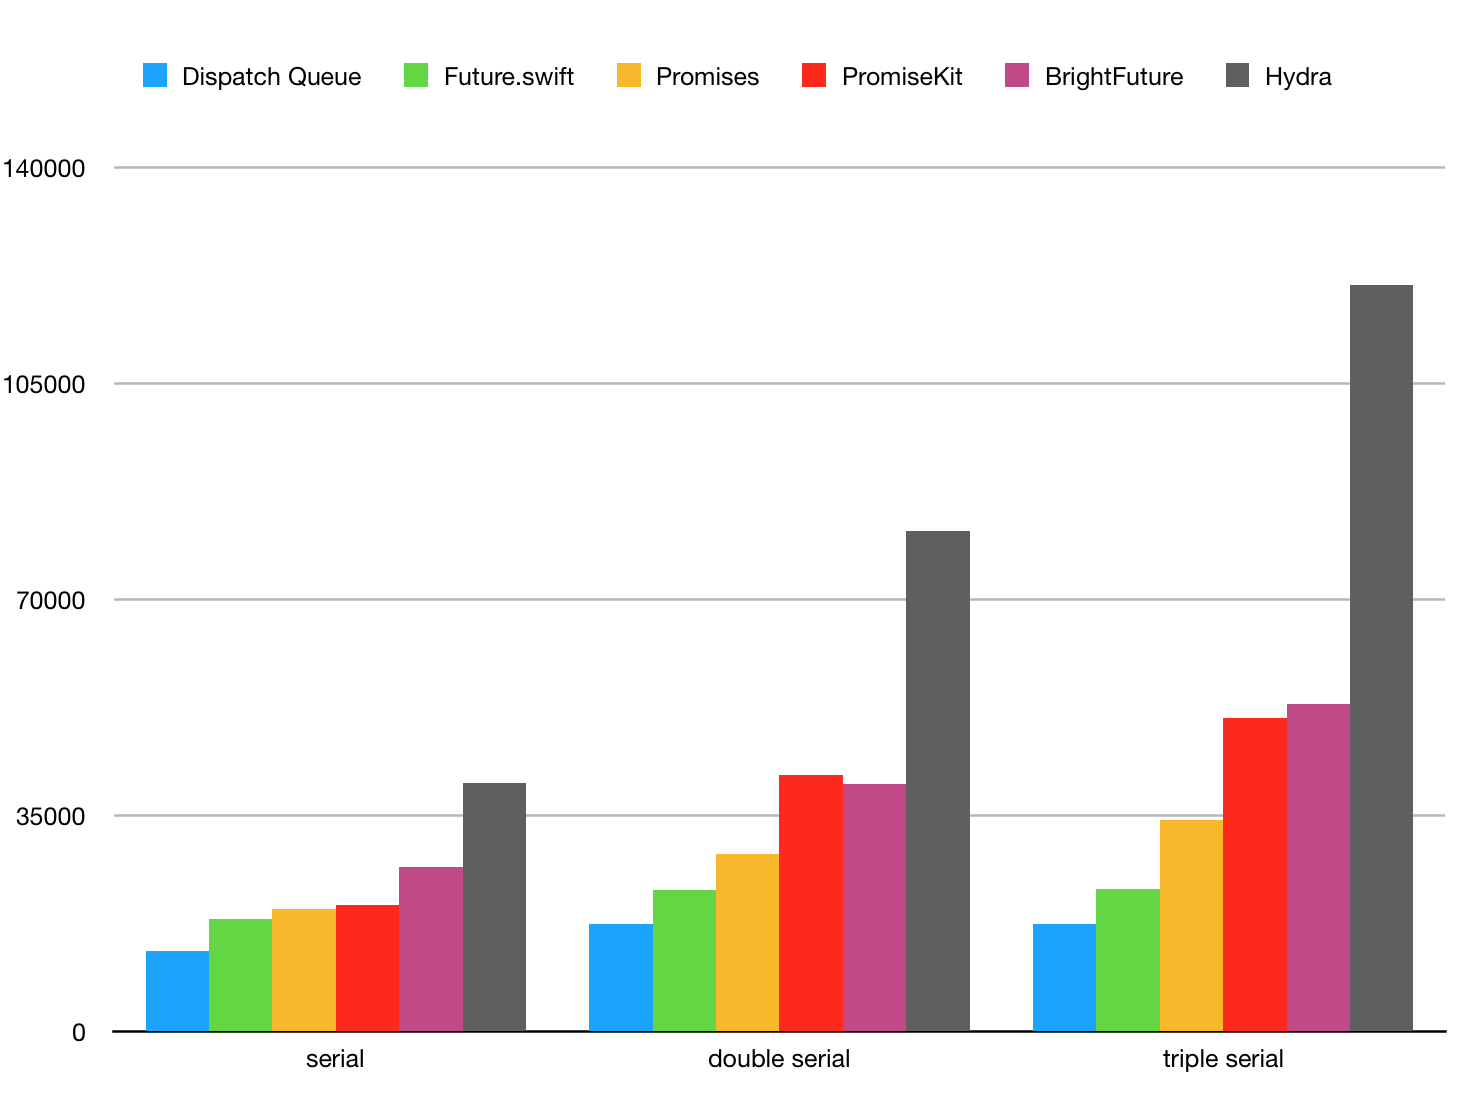 Dispatch Queue Future.swift Promises PromiseKit BrightFuture Hydra
140000
105000
70000
35000
0
serial double serial triple serial